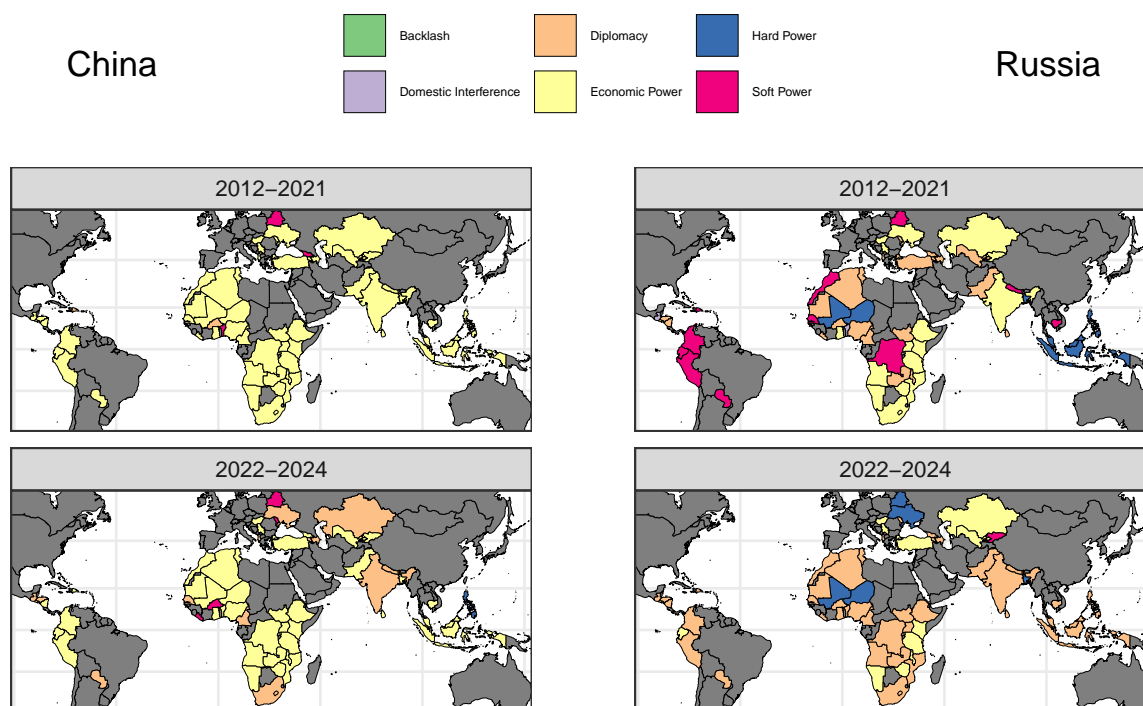 China
Backlash
Diplomacy
Hard Power
Domestic Interference
Economic Power
Soft Power
Russia
2012–2021
2012–2021
2022–2024
2022–2024